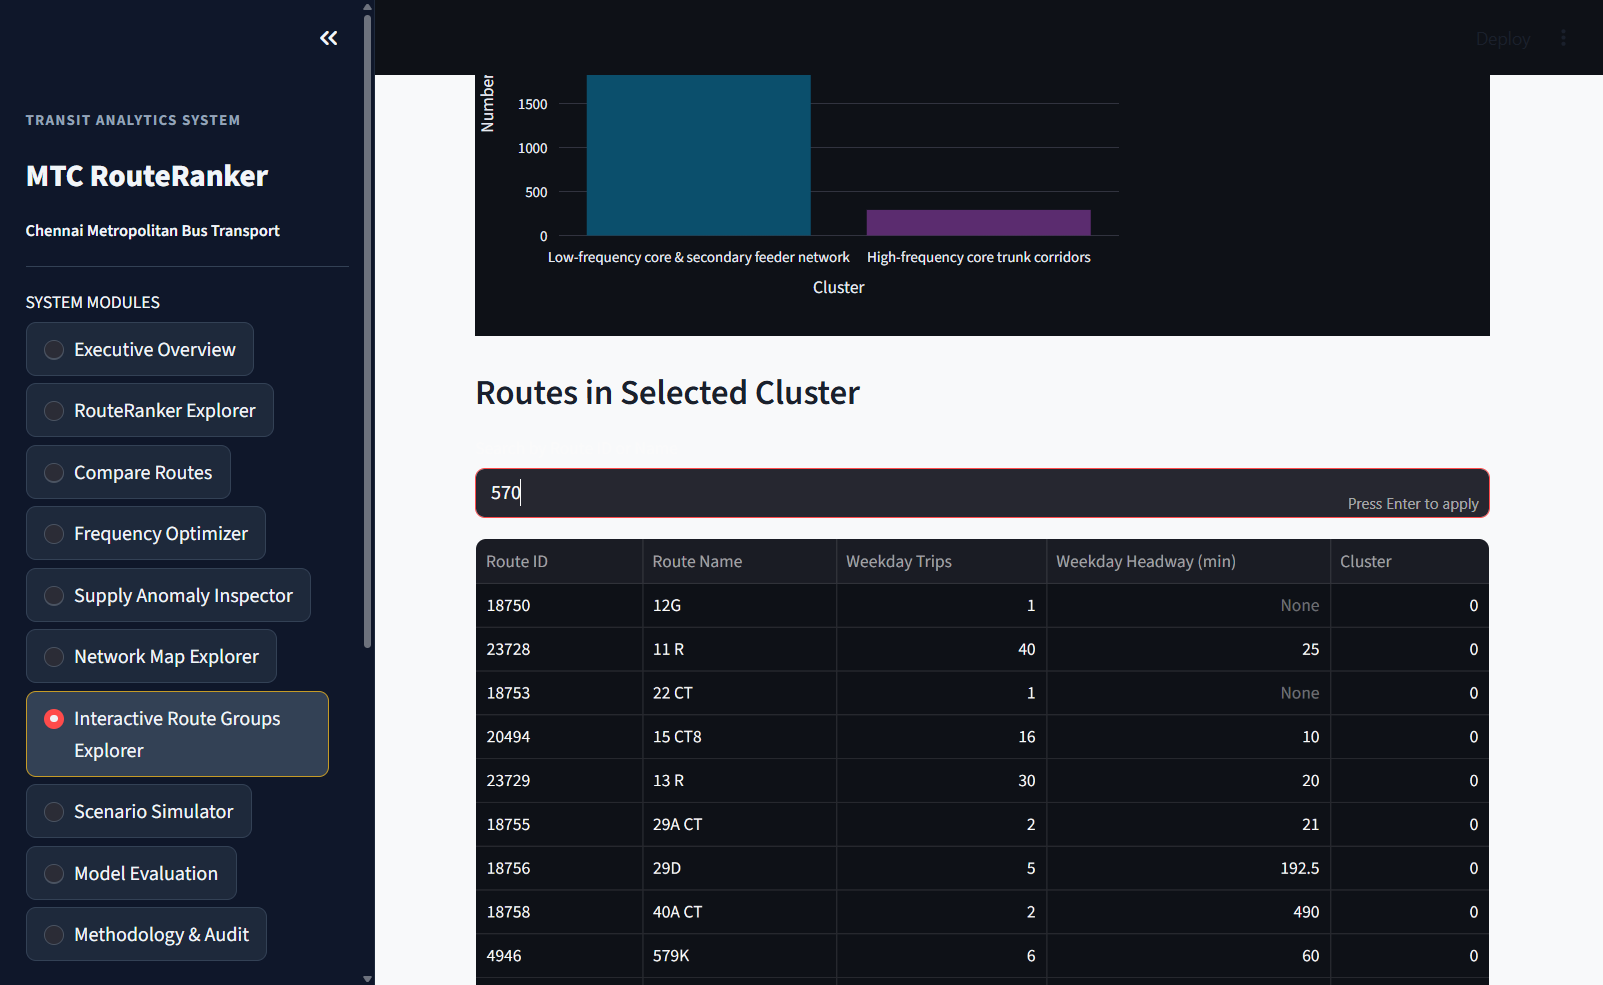 Deploy
TRANSIT ANALYTICS SYSTEM
MTC RouteRanker
Chennai Metropolitan Bus Transport
SYSTEM MODULES
Executive Overview
RouteRanker Explorer
Compare Routes
Frequency Optimizer
Supply Anomaly Inspector
Network Map Explorer
Interactive Route Groups
Explorer
Scenario Simulator
Model Evaluation
Methodology & Audit
Number
1500
1000
500
0
Low-frequency core & secondary feeder network High-frequency core trunk corridors
Cluster
Routes in Selected Cluster
570
Press Enter to apply
Route ID Route Name Weekday Trips Weekday Headway (min) Cluster
18750 12G 1 None 0
23728 11 R 40 25 0
18753 22 CT 1 None 0
20494 15 CT8 16 10 0
23729 13 R 30 20 0
18755 29A CT 2 21 0
18756 29D 5 192.5 0
18758 40A CT 2 490 0
4946 579K 6 60 0